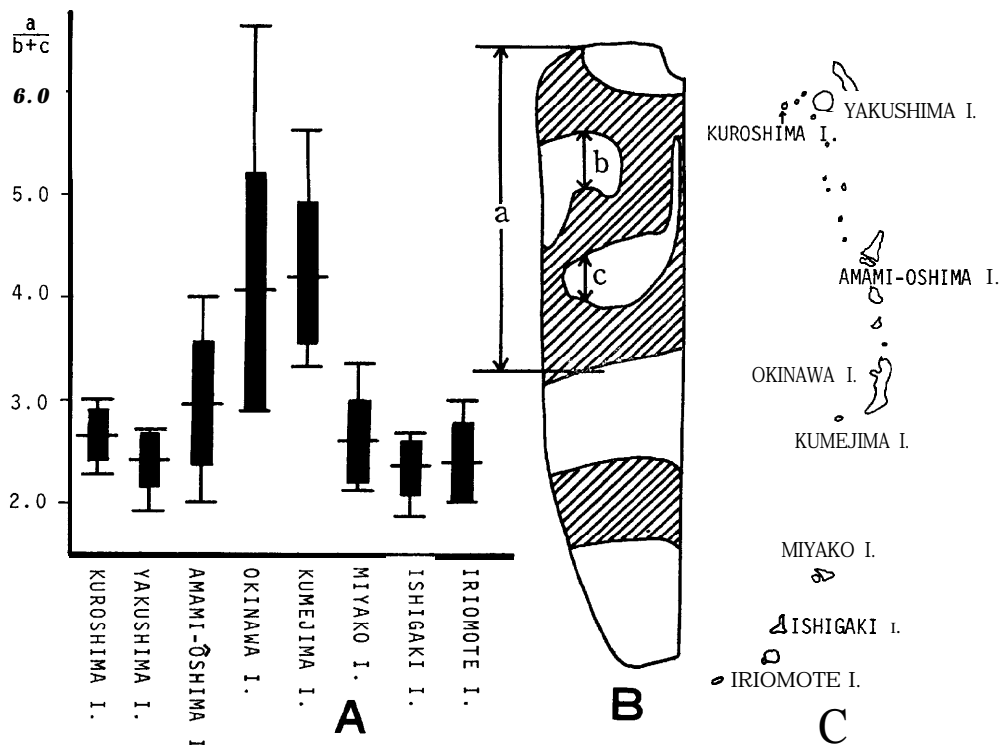 a
b+c
6.0
5.0
4.0
3.0
2.0
KUROSHIMA I.
YAKUSHIMA I.
AMAMI-ÔSHIMA I
OKINAWA I.
KUMEJIMA I.
MIYAKO I.
ISHIGAKI I.
IRIOMOTE I.
A
a
b
c
B
YAKUSHIMA I.
KUROSHIMA I.
AMAMI-OSHIMA I.
OKINAWA I.
KUMEJIMA I.
MIYAKO I.
ISHIGAKI I.
IRIOMOTE I.
C